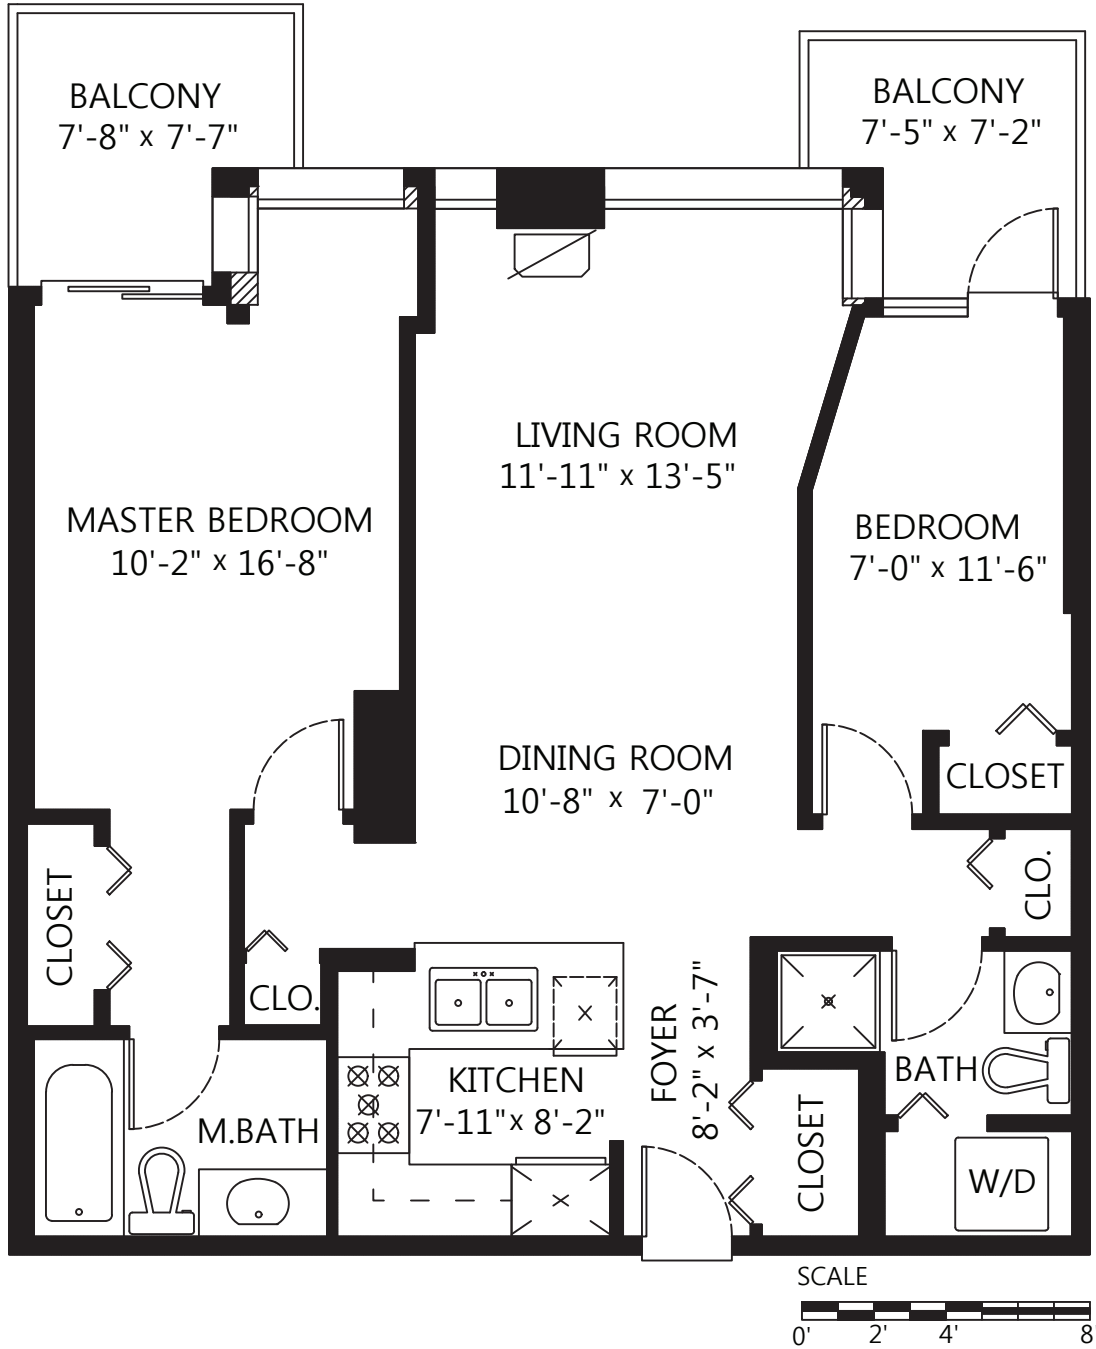 BALCONY
7'-8" x 7'-7"
BALCONY
7'-5" x 7'-2"
LIVING ROOM
11'-11" x 13'-5"
MASTER BEDROOM
10'-2" x 16'-8"
BEDROOM
7'-0" x 11'-6"
DINING ROOM
10'-8" x 7'-0"
CLOSET
CLOSET
CLO.
CLO.
FOYER
8'-2" x 3'-7"
KITCHEN
7'-11" x 8'-2"
BATH
M.BATH
CLOSET
W/D
SCALE
0' 2' 4' 8'